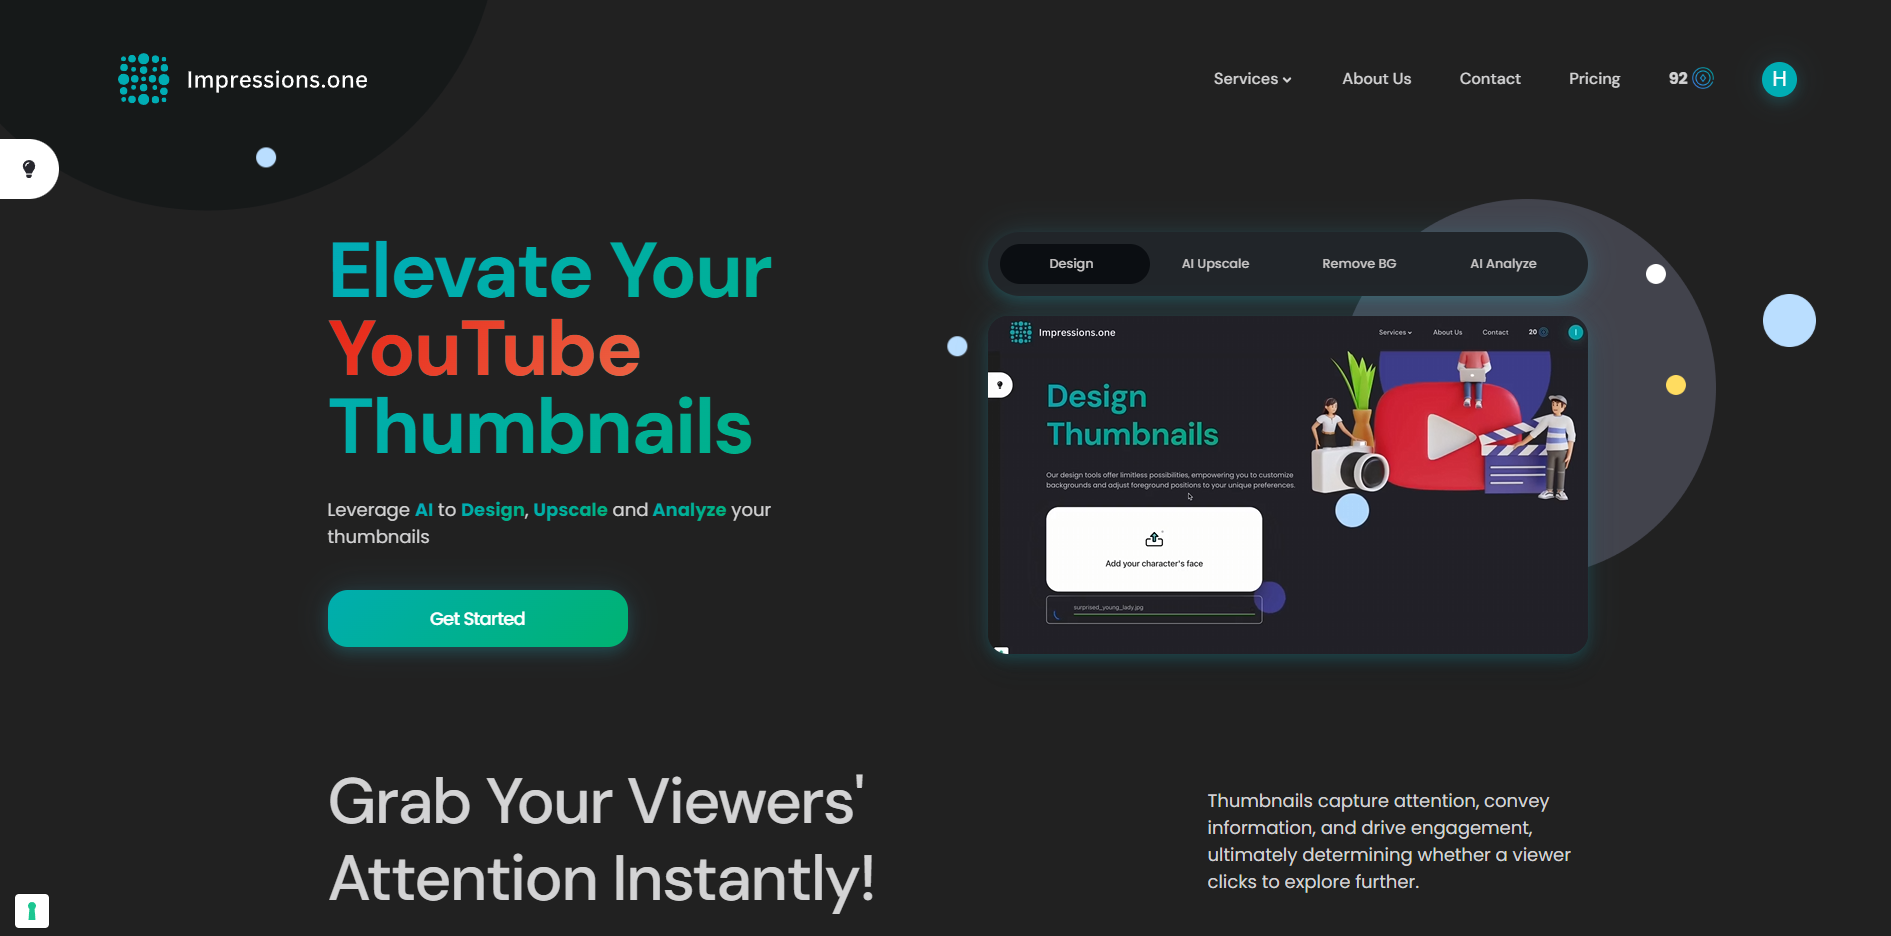 Impressions.one
Services
About Us
Contact
Pricing
92
H
Elevate Your
YouTube
Thumbnails
Leverage AI to Design, Upscale and Analyze your
thumbnails
Get Started
Design
AI Upscale
Remove BG
AI Analyze
Impressions.one
Services
About Us
Contact
20
I
Design
Thumbnails
Our design tools offer limitless possibilities, empowering you to customize
backgrounds and adjust foreground positions to your unique preferences.
Add your character's face
surprised_young_lady.jpg
Grab Your Viewers'
Attention Instantly!
Thumbnails capture attention, convey
information, and drive engagement,
ultimately determining whether a viewer
clicks to explore further.